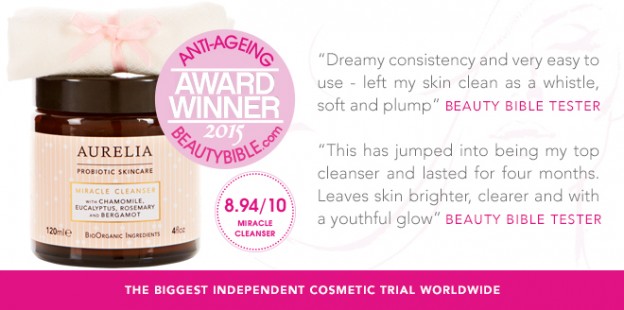 ANTI-AGEING
AWARD
WINNER
2015
BEAUTYBIBLE.com
AURELIA
PROBIOTIC SKINCARE
MIRACLE CLEANSER
WITH CHAMOMILE,
EUCALYPTUS, ROSEMARY
AND BERGAMOT
120ml℮ 4floz
BIOORGANIC INGREDIENTS
8.94/10
MIRACLE
CLEANSER
“Dreamy consistency and very easy to
use - left my skin clean as a whistle,
soft and plump” BEAUTY BIBLE TESTER
“This has jumped into being my top
cleanser and lasted for four months.
Leaves skin brighter, clearer and with
a youthful glow” BEAUTY BIBLE TESTER
THE BIGGEST INDEPENDENT COSMETIC TRIAL WORLDWIDE